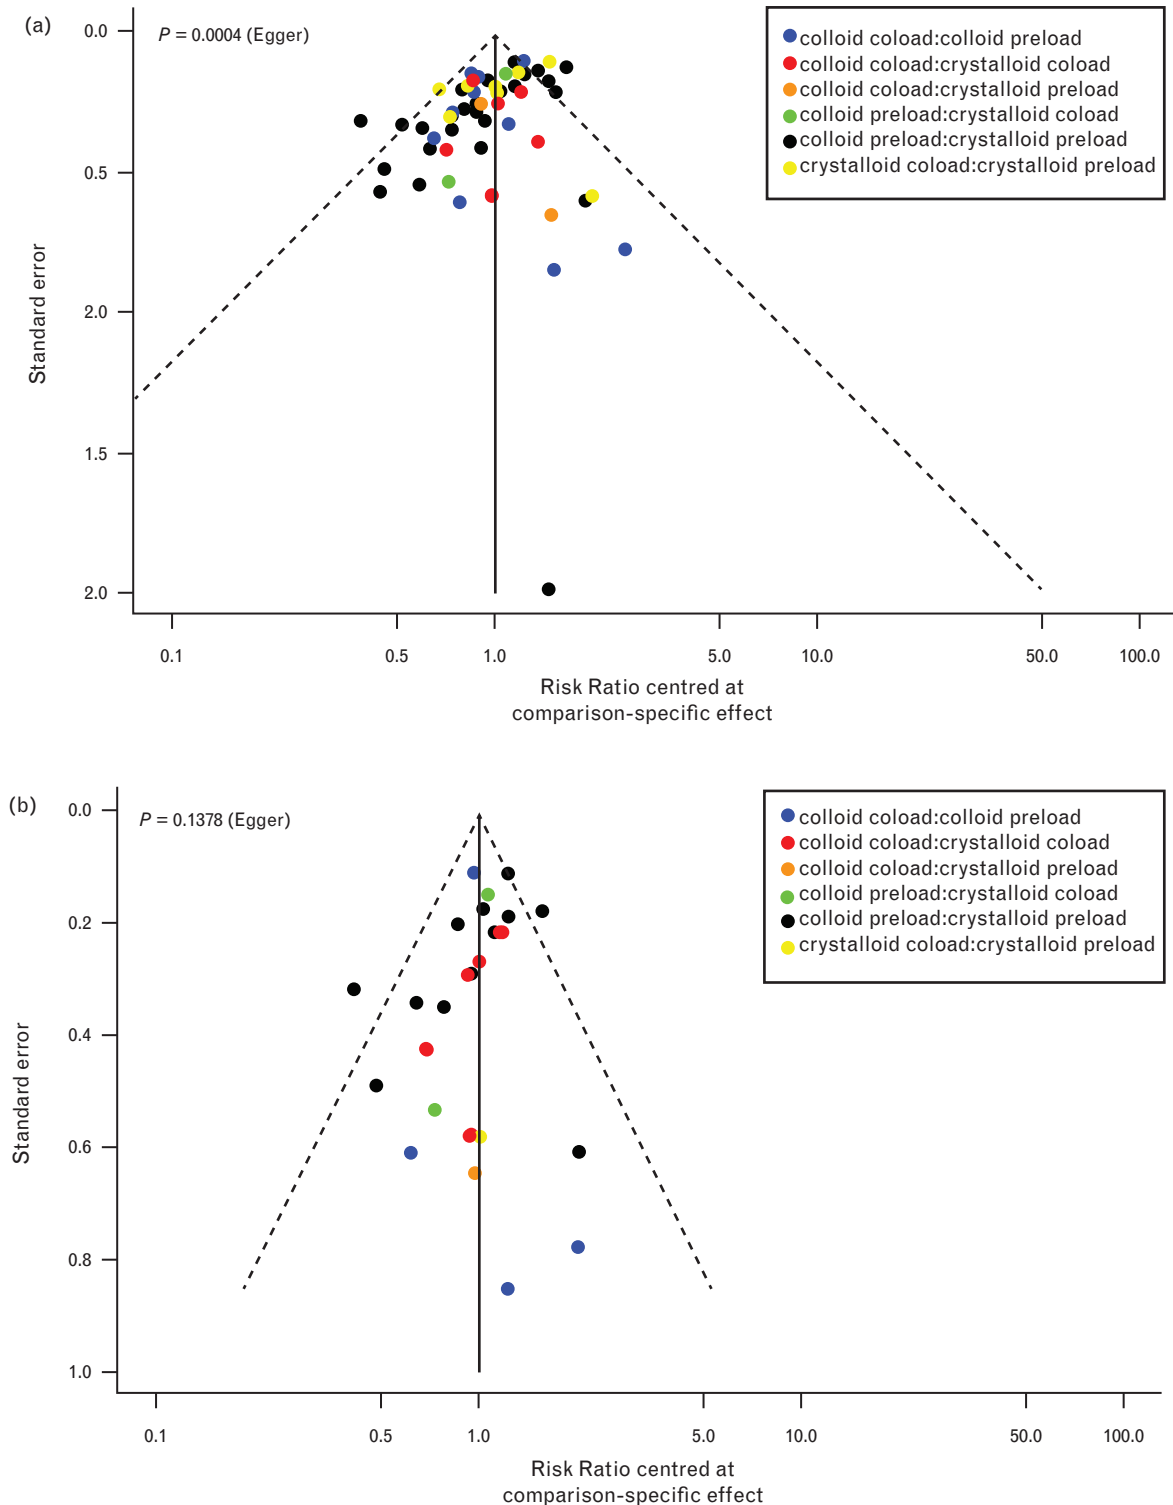 (a)
P = 0.0004 (Egger)
colloid coload:colloid preload
colloid coload:crystalloid coload
colloid coload:crystalloid preload
colloid preload:crystalloid coload
colloid preload:crystalloid preload
crystalloid coload:crystalloid preload
0.0
0.5
2.0
1.5
2.0
Standard error
0.1
0.5
1.0
5.0
10.0
50.0
100.0
Risk Ratio centred at
comparison-specific effect
(b)
P = 0.1378 (Egger)
colloid coload:colloid preload
colloid coload:crystalloid coload
colloid coload:crystalloid preload
colloid preload:crystalloid coload
colloid preload:crystalloid preload
crystalloid coload:crystalloid preload
0.0
0.2
0.4
0.6
0.8
1.0
Standard error
0.1
0.5
1.0
5.0
10.0
50.0
100.0
Risk Ratio centred at
comparison-specific effect